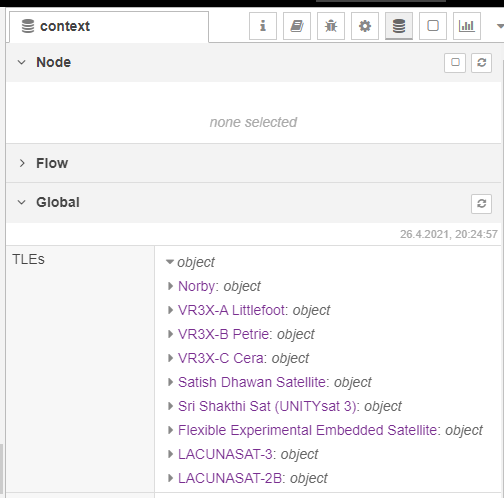 context
Node
none selected
Flow
Global
26.4.2021, 20:24:57
TLEs
object
Norby: object
VR3X-A Littlefoot: object
VR3X-B Petrie: object
VR3X-C Cera: object
Satish Dhawan Satellite: object
Sri Shakthi Sat (UNITYsat 3): object
Flexible Experimental Embedded Satellite: object
LACUNASAT-3: object
LACUNASAT-2B: object